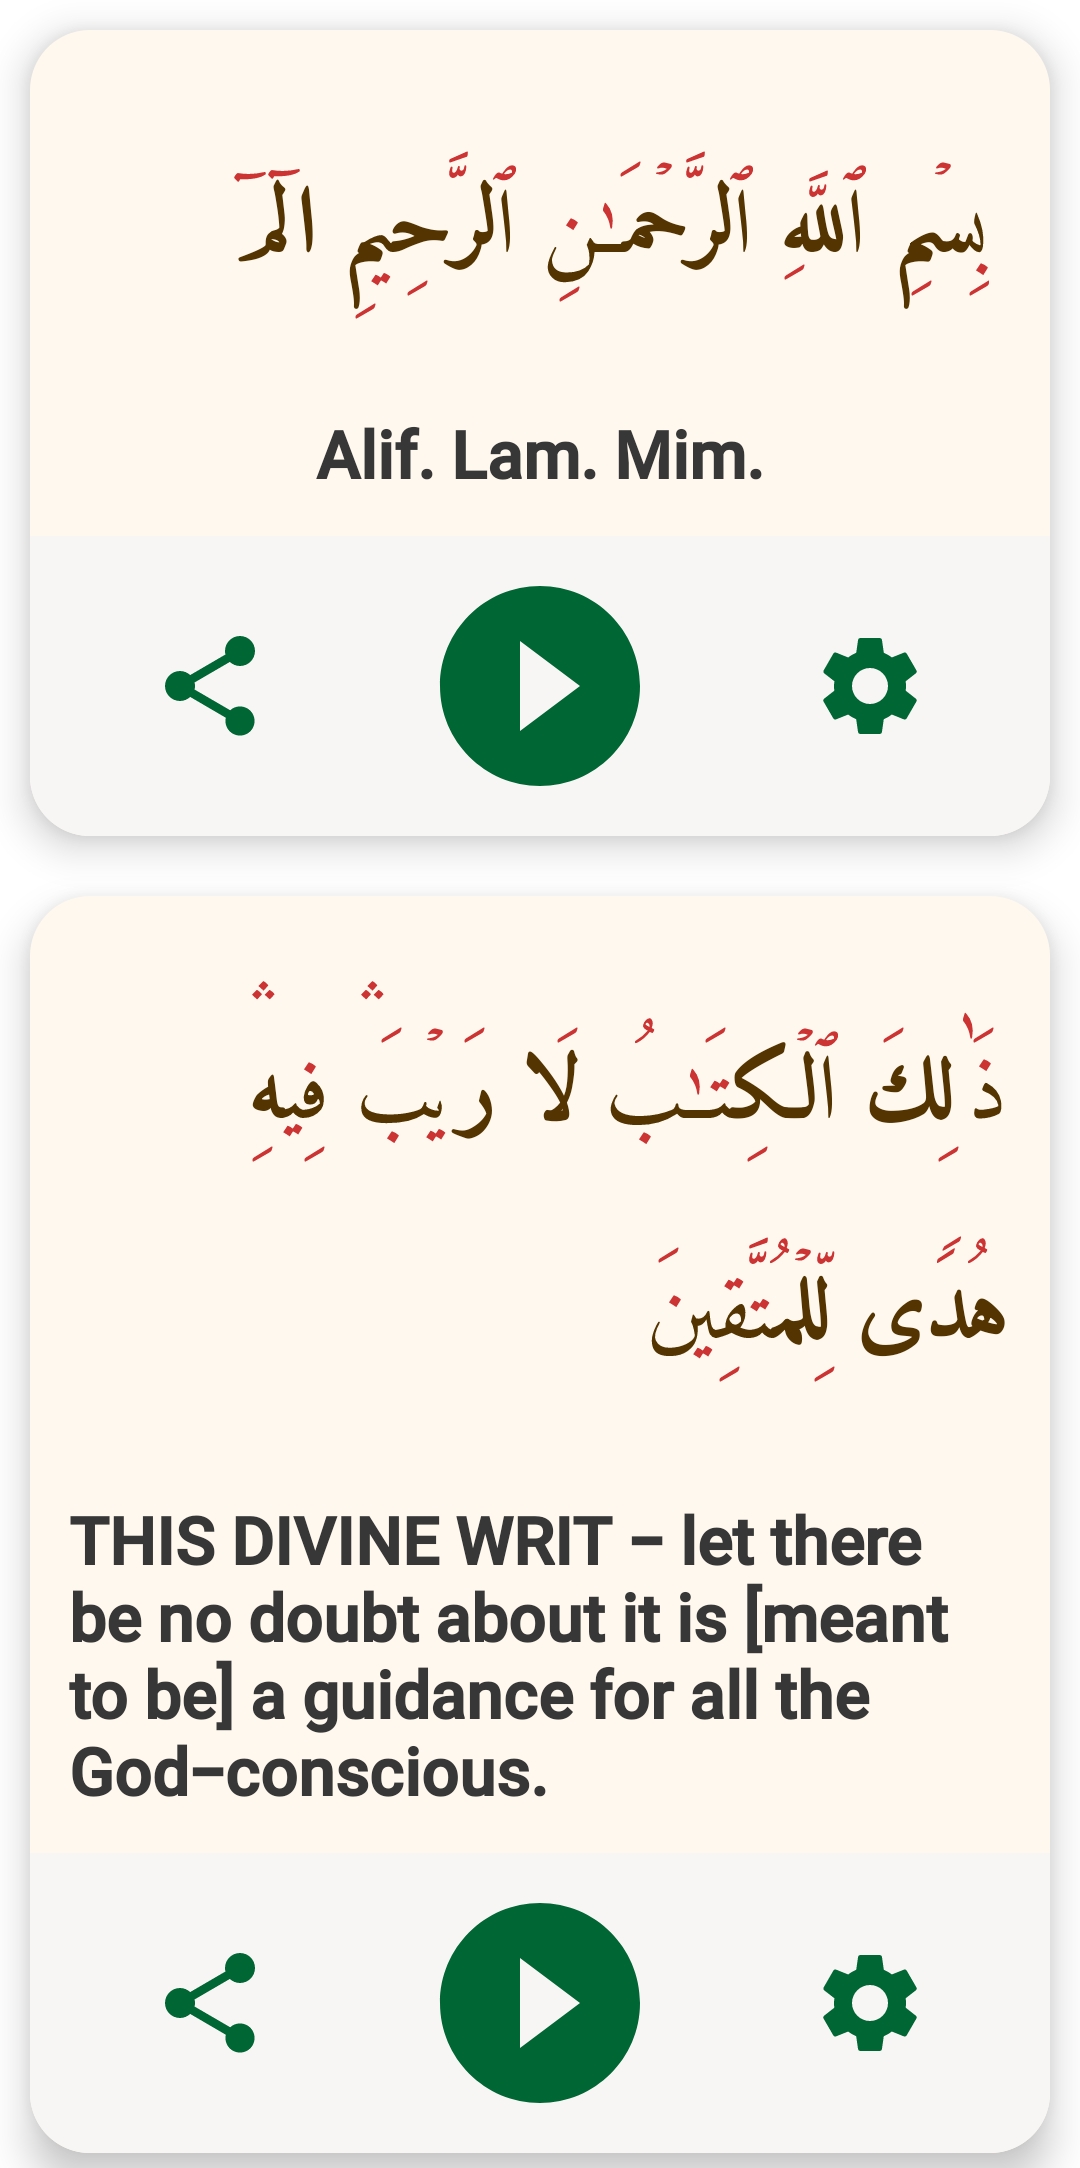 بِسۡمِ ٱللَّهِ ٱلرَّحۡمَـٰنِ ٱلرَّحِيمِ الٓمٓ
Alif. Lam. Mim.
ذَٰلِكَ ٱلۡكِتَـٰبُ لَا رَيۡبَۛ فِيهِۛ
هُدًى لِّلۡمُتَّقِينَ
THIS DIVINE WRIT – let there
be no doubt about it is [meant
to be] a guidance for all the
God–conscious.